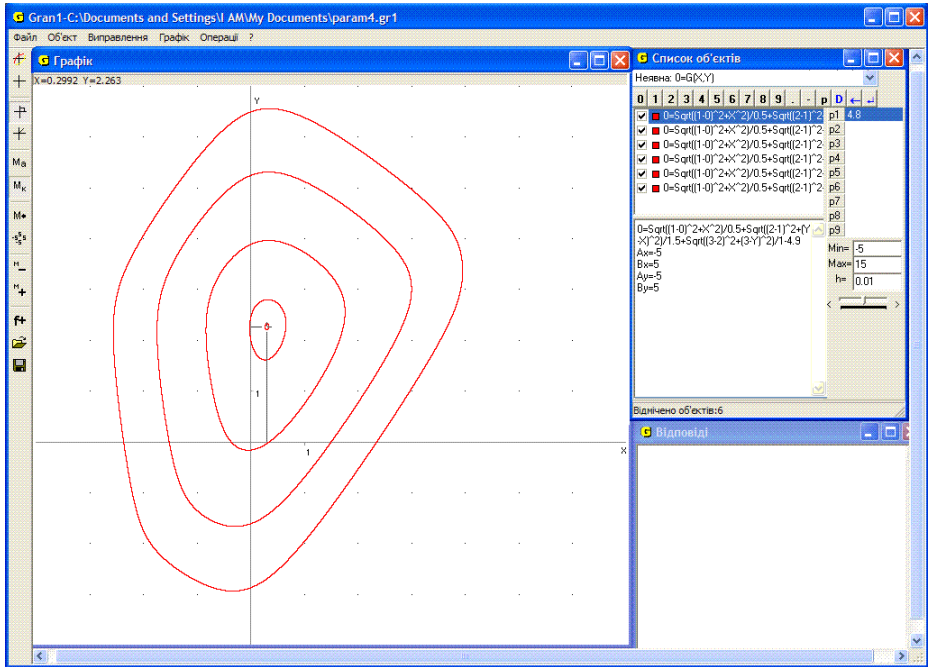 Gran1-C:\Documents and Settings\I AM\My Documents\param4.gr1
Файл Об'єкт Виправлення Графік Операції ?
Графік
X=0.2992 Y=2.263
Y
1
1
X
Mа
Mк
M+
f+
Список об'єктів
Неявна: 0=G(X,Y)
0 1 2 3 4 5 6 7 8 9 . - p D ← ↵
0=Sqrt((1-0)^2+X^2)/0.5+Sqrt((2-1)^2-
0=Sqrt((1-0)^2+X^2)/0.5+Sqrt((2-1)^2-
0=Sqrt((1-0)^2+X^2)/0.5+Sqrt((2-1)^2-
0=Sqrt((1-0)^2+X^2)/0.5+Sqrt((2-1)^2-
0=Sqrt((1-0)^2+X^2)/0.5+Sqrt((2-1)^2-
0=Sqrt((1-0)^2+X^2)/0.5+Sqrt((2-1)^2-
p1 4.8
p2
p3
p4
p5
p6
p7
p8
p9
0=Sqrt((1-0)^2+X^2)/0.5+Sqrt((2-1)^2+(Y
-X)^2)/1.5+Sqrt((3-2)^2+(3-Y)^2)/1-4.9
Ax=-5
Bx=5
Ay=-5
By=5
Min= -5
Max= 15
h= 0.01
< >
Відмічено об'єктів:6
Відповіді